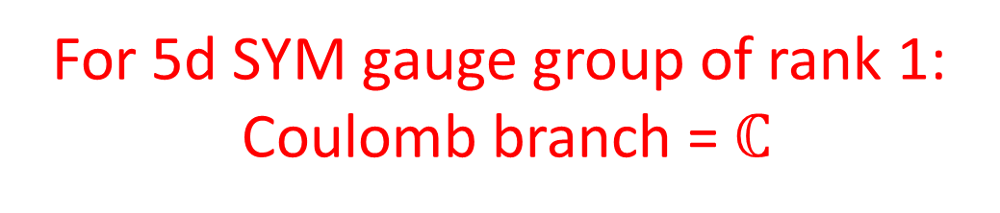 For 5d SYM gauge group of rank 1:
Coulomb branch = ℂ